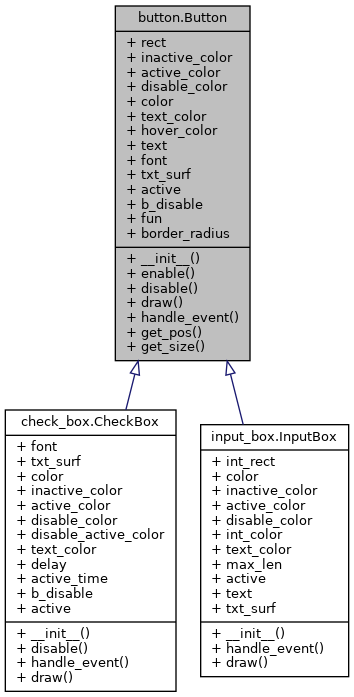 button.Button
+ rect
+ inactive_color
+ active_color
+ disable_color
+ color
+ text_color
+ hover_color
+ text
+ font
+ txt_surf
+ active
+ b_disable
+ fun
+ border_radius
+ __init__()
+ enable()
+ disable()
+ draw()
+ handle_event()
+ get_pos()
+ get_size()
check_box.CheckBox
+ font
+ txt_surf
+ color
+ inactive_color
+ active_color
+ disable_color
+ disable_active_color
+ text_color
+ delay
+ active_time
+ b_disable
+ active
+ __init__()
+ disable()
+ handle_event()
+ draw()
input_box.InputBox
+ int_rect
+ color
+ inactive_color
+ active_color
+ disable_color
+ int_color
+ text_color
+ max_len
+ active
+ text
+ txt_surf
+ __init__()
+ handle_event()
+ draw()